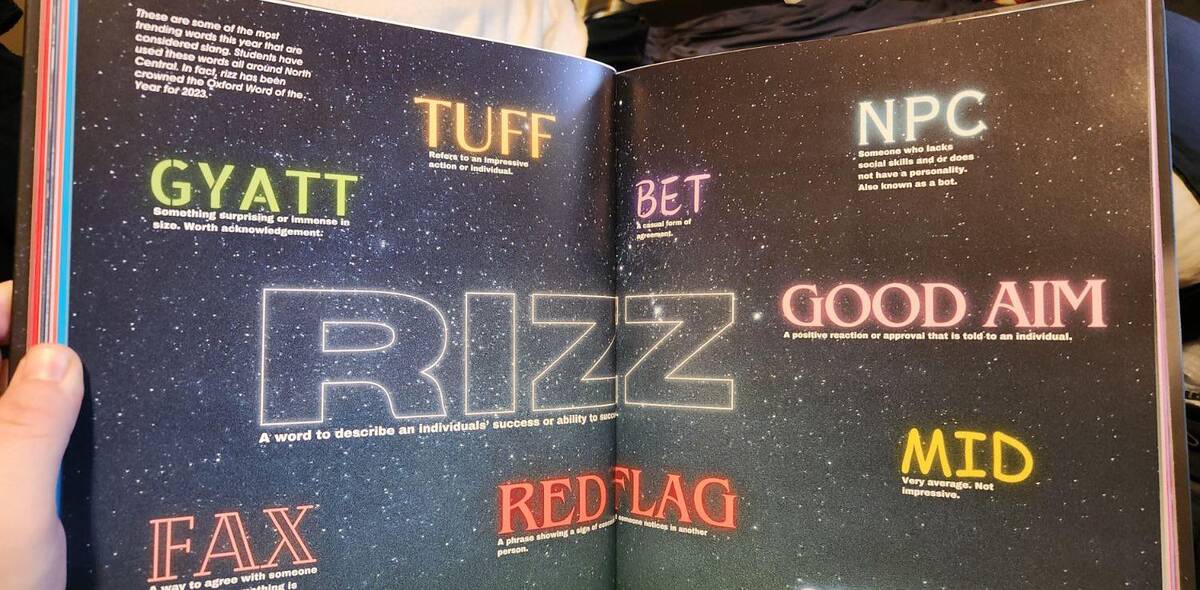 These are some of the most
trending words this year that are
considered slang. Students have
used these words all around North
Central. In fact, rizz has been
crowned the Oxford Word of the
Year for 2023.
TUFF
Refers to an impressive
action or individual.
GYATT
Something surprising or immense in
size. Worth acknowledgement.
NPC
Someone who lacks
social skills and or does
not have a personality.
Also known as a bot.
BET
A casual form of
agreement.
RIZZ
A word to describe an individuals' success or ability to
GOOD AIM
A positive reaction or approval that is told to an individual.
MID
Very average. Not
impressive.
RED FLAG
A phrase showing a sign of someone notices in another
person.
FAX
A way to agree with someone
is